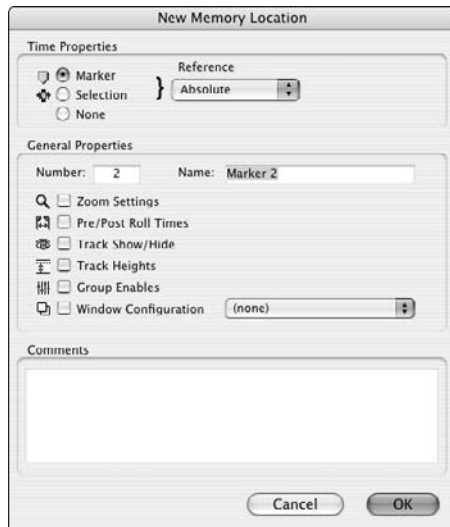 New Memory Location
Time Properties
Marker
Selection
None
Reference
Absolute
General Properties
Number: 2 Name: Marker 2
Zoom Settings
Pre/Post Roll Times
Track Show/Hide
Track Heights
Group Enables
Window Configuration (none)
Comments
Cancel OK